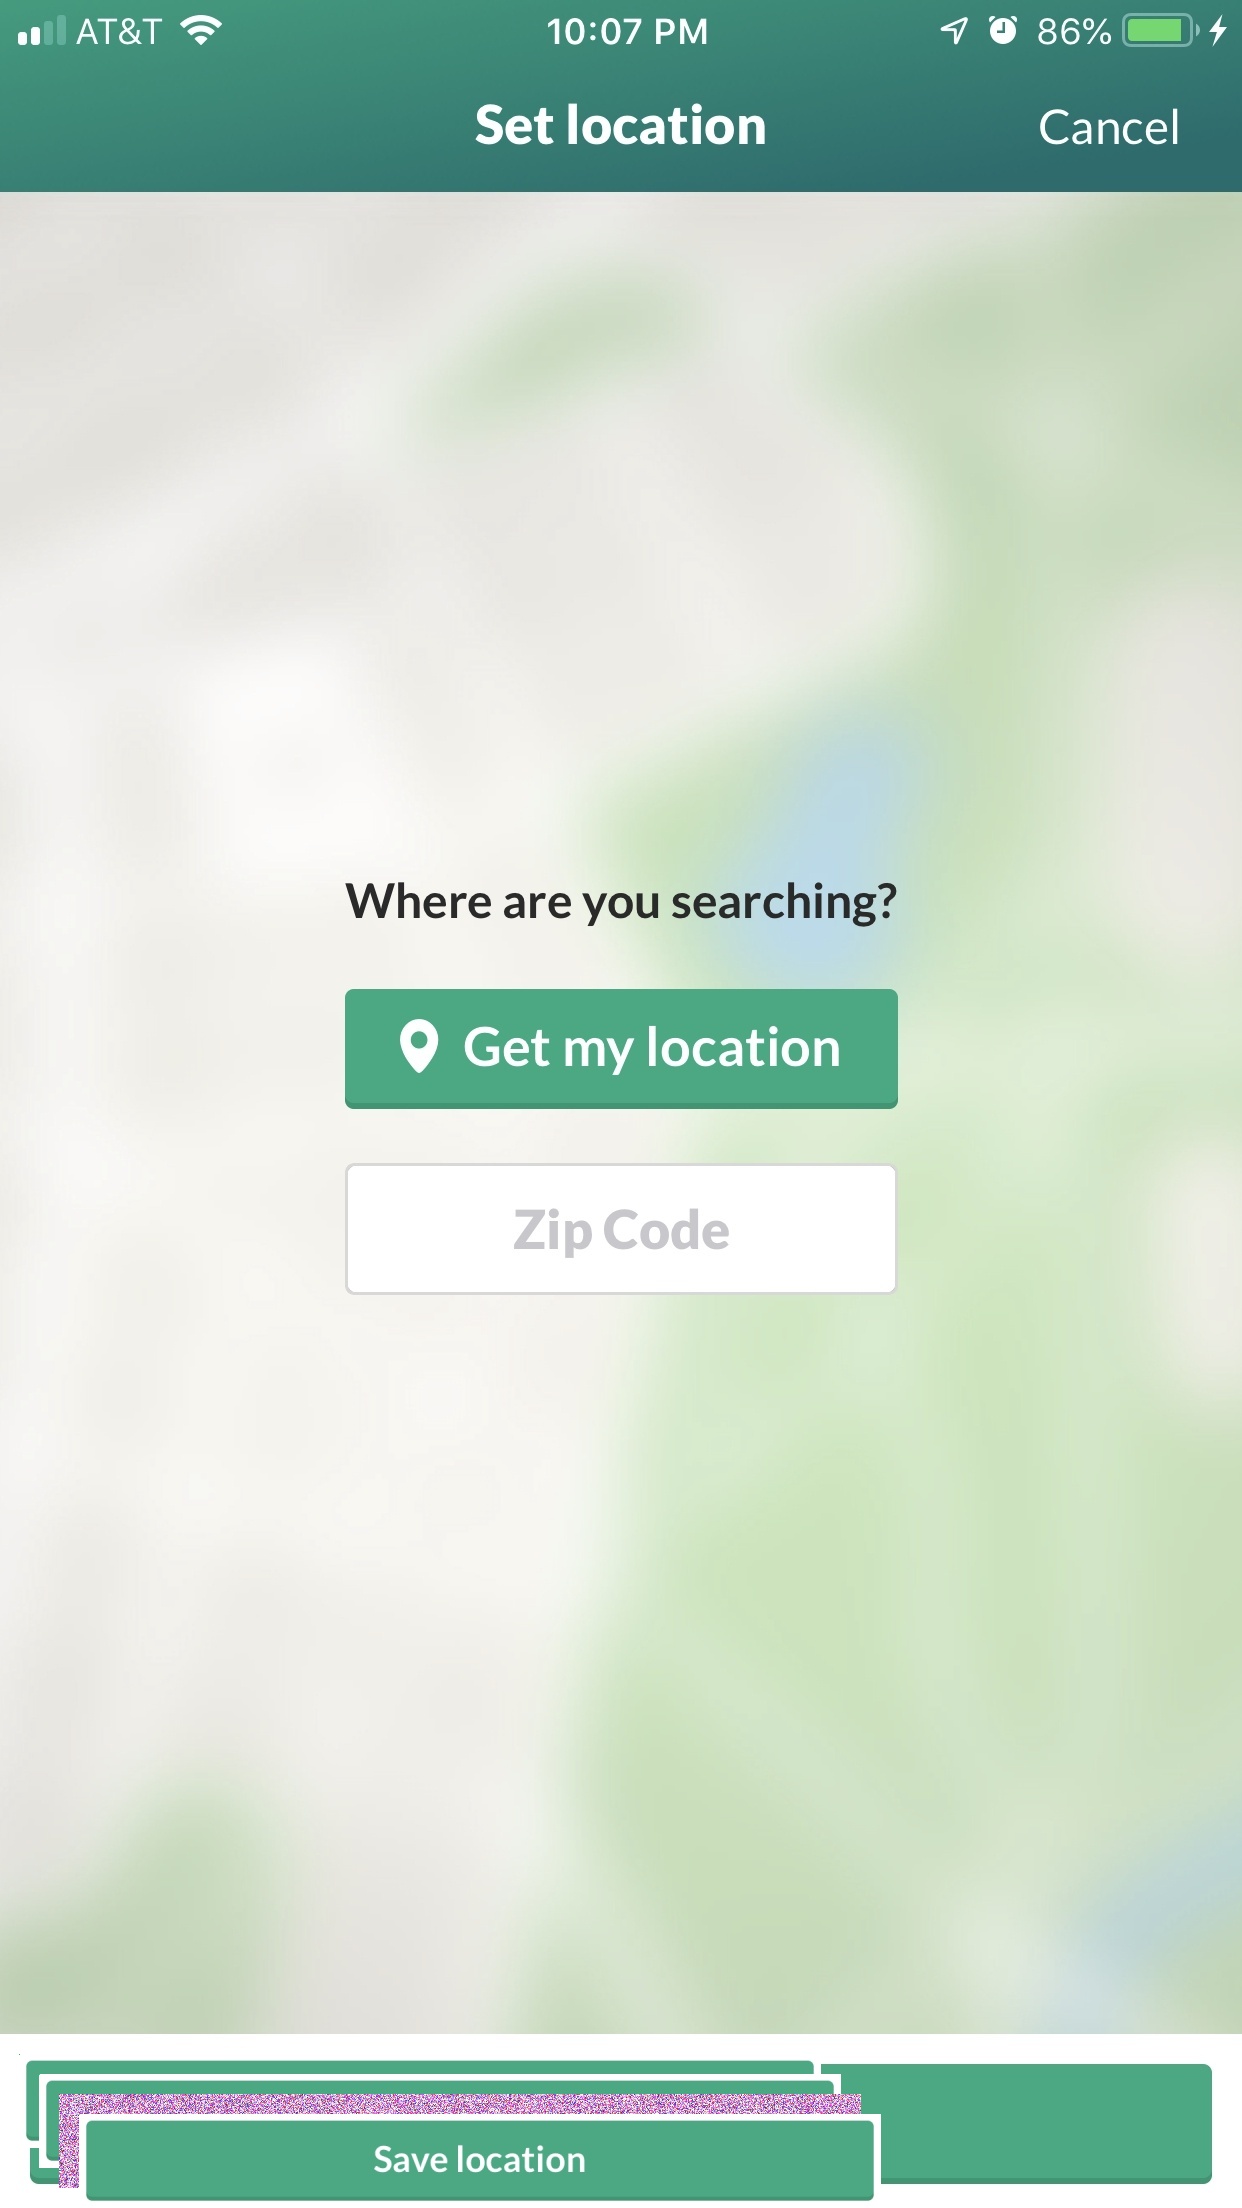 AT&T 10:07 PM 86%
Set location Cancel
Where are you searching?
Get my location
Zip Code
Save location